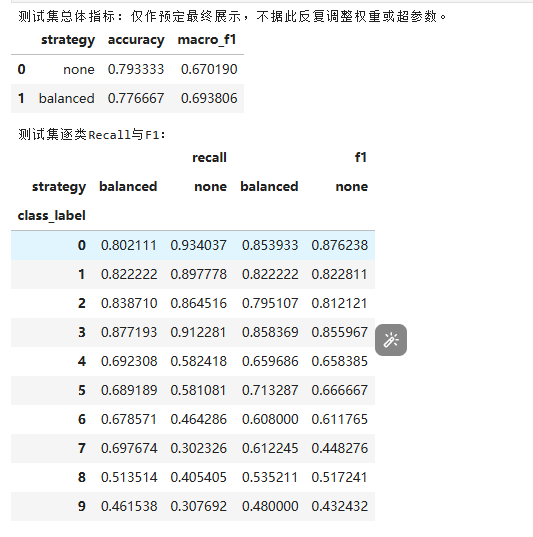 测试集总体指标：仅作预定最终展示，不据此反复调整权重或超参数。
strategy accuracy macro_f1
0 none 0.793333 0.670190
1 balanced 0.776667 0.693806
测试集逐类Recall与F1：
recall f1
strategy balanced none balanced none
class_label
0 0.802111 0.934037 0.853933 0.876238
1 0.822222 0.897778 0.822222 0.822811
2 0.838710 0.864516 0.795107 0.812121
3 0.877193 0.912281 0.858369 0.855967
4 0.692308 0.582418 0.659686 0.658385
5 0.689189 0.581081 0.713287 0.666667
6 0.678571 0.464286 0.608000 0.611765
7 0.697674 0.302326 0.612245 0.448276
8 0.513514 0.405405 0.535211 0.517241
9 0.461538 0.307692 0.480000 0.432432